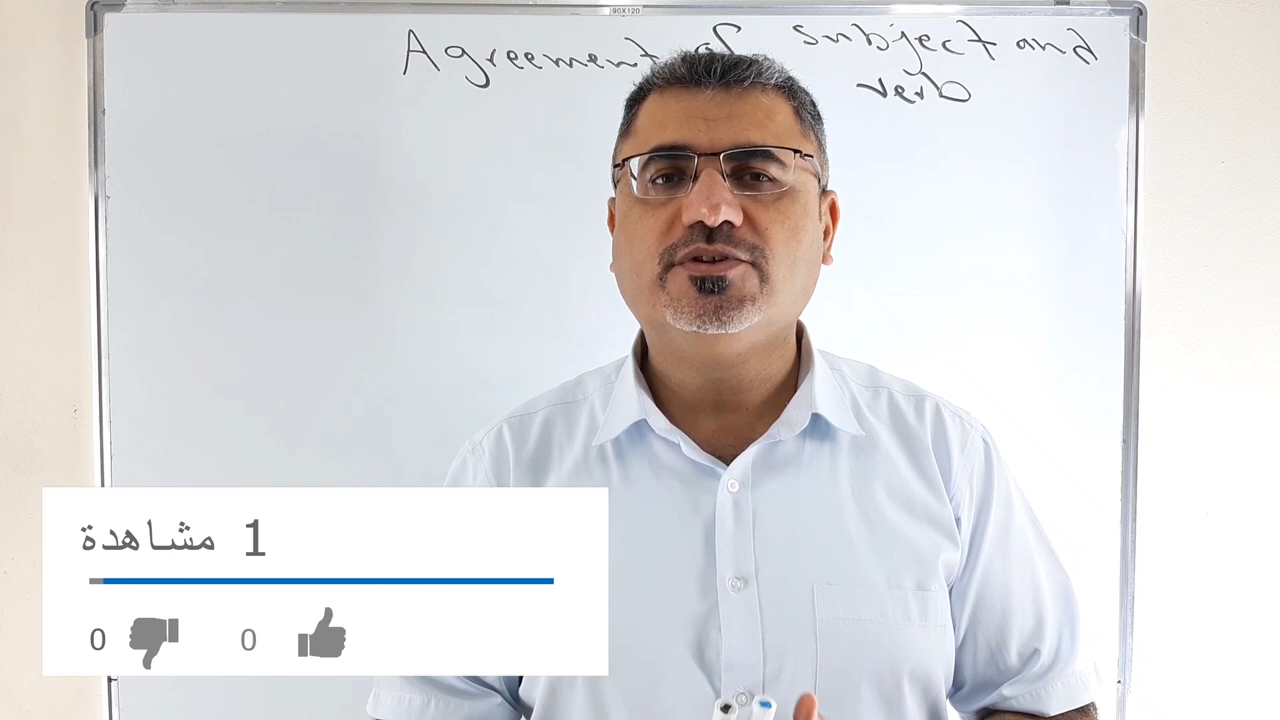 90X120
Agreement of subject and
verb
1 مشاهدة
0 0